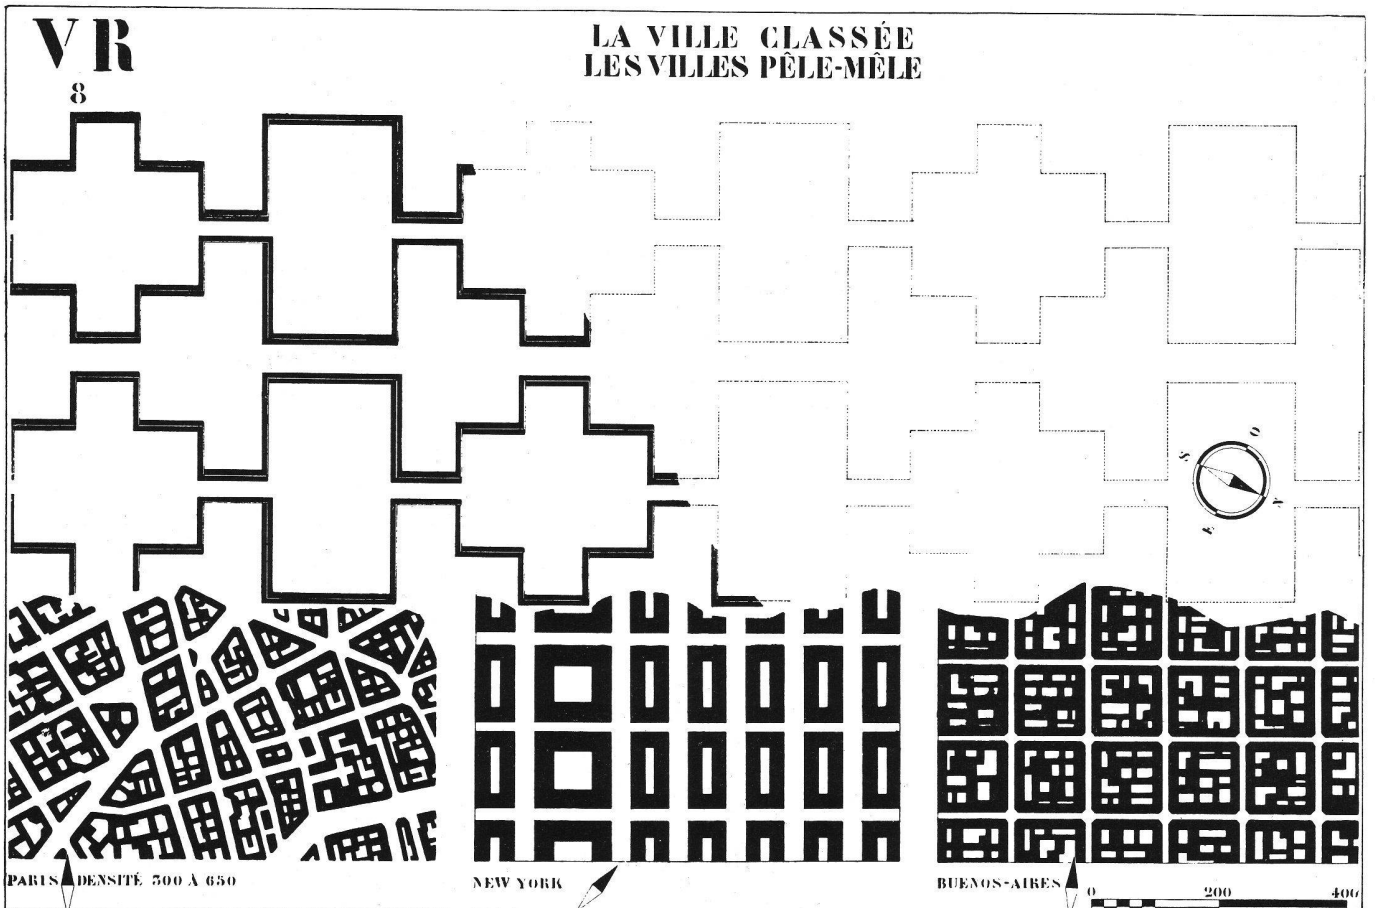 VR
8
LA VILLE CLASSÉE
LES VILLES PÊLE-MÊLE
S
O
E
N
PARIS DENSITÉ 300 À 650
NEW YORK
BUENOS-AIRES
0 200 400